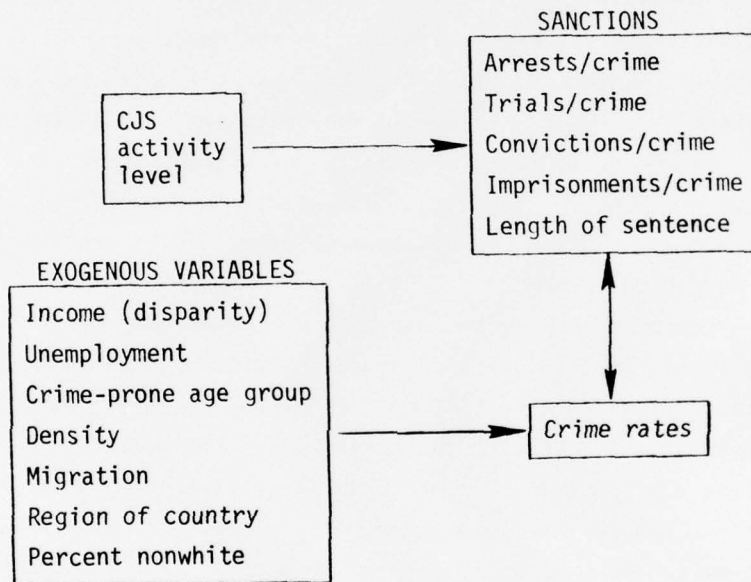 SANCTIONS
Arrests/crime
Trials/crime
Convictions/crime
Imprisonments/crime
Length of sentence
CJS
activity
level
EXOGENOUS VARIABLES
Income (disparity)
Unemployment
Crime-prone age group
Density
Migration
Region of country
Percent nonwhite
Crime rates